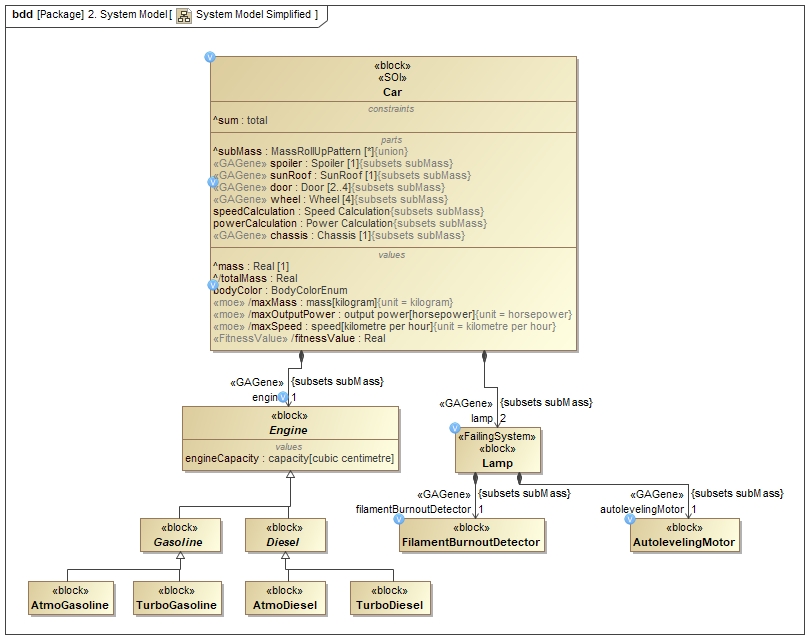 bdd [Package] 2. System Model [ System Model Simplified ]
«block»
«SOI»
Car
constraints
^sum : total
parts
^subMass : MassRollUpPattern [*]{union}
«GAGene» spoiler : Spoiler [1]{subsets subMass}
«GAGene» sunRoof : SunRoof [1]{subsets subMass}
«GAGene» door : Door [2..4]{subsets subMass}
«GAGene» wheel : Wheel [4]{subsets subMass}
speedCalculation : Speed Calculation{subsets subMass}
powerCalculation : Power Calculation{subsets subMass}
«GAGene» chassis : Chassis [1]{subsets subMass}
values
^mass : Real [1]
^/totalMass : Real
bodyColor : BodyColorEnum
«moe» /maxMass : mass[kilogram]{unit = kilogram}
«moe» /maxOutputPower : output power[horsepower]{unit = horsepower}
«moe» /maxSpeed : speed[kilometre per hour]{unit = kilometre per hour}
«FitnessValue» /fitnessValue : Real
«GAGene» {subsets subMass}
engin 1
«GAGene» {subsets subMass}
lamp 2
«block»
Engine
values
engineCapacity : capacity[cubic centimetre]
«FailingSystem»
«block»
Lamp
«GAGene» {subsets subMass}
filamentBurnoutDetector 1
«GAGene» {subsets subMass}
autolevelingMotor 1
«block»
Gasoline
«block»
Diesel
«block»
FilamentBurnoutDetector
«block»
AutolevelingMotor
«block»
AtmoGasoline
«block»
TurboGasoline
«block»
AtmoDiesel
«block»
TurboDiesel